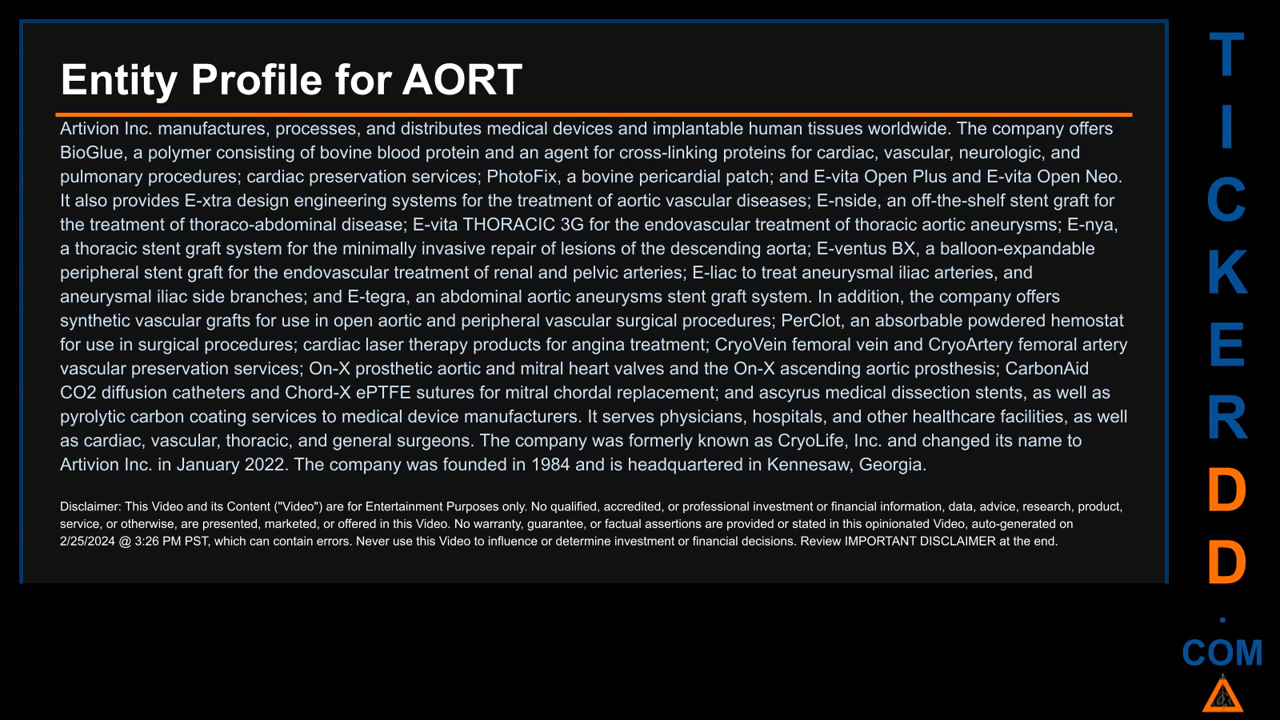 Entity Profile for AORT
Artivion Inc. manufactures, processes, and distributes medical devices and implantable human tissues worldwide. The company offers
BioGlue, a polymer consisting of bovine blood protein and an agent for cross-linking proteins for cardiac, vascular, neurologic, and
pulmonary procedures; cardiac preservation services; PhotoFix, a bovine pericardial patch; and E-vita Open Plus and E-vita Open Neo.
It also provides E-xtra design engineering systems for the treatment of aortic vascular diseases; E-nside, an off-the-shelf stent graft for
the treatment of thoraco-abdominal disease; E-vita THORACIC 3G for the endovascular treatment of thoracic aortic aneurysms; E-nya,
a thoracic stent graft system for the minimally invasive repair of lesions of the descending aorta; E-ventus BX, a balloon-expandable
peripheral stent graft for the endovascular treatment of renal and pelvic arteries; E-liac to treat aneurysmal iliac arteries, and
aneurysmal iliac side branches; and E-tegra, an abdominal aortic aneurysms stent graft system. In addition, the company offers
synthetic vascular grafts for use in open aortic and peripheral vascular surgical procedures; PerClot, an absorbable powdered hemostat
for use in surgical procedures; cardiac laser therapy products for angina treatment; CryoVein femoral vein and CryoArtery femoral artery
vascular preservation services; On-X prosthetic aortic and mitral heart valves and the On-X ascending aortic prosthesis; CarbonAid
CO2 diffusion catheters and Chord-X ePTFE sutures for mitral chordal replacement; and ascyrus medical dissection stents, as well as
pyrolytic carbon coating services to medical device manufacturers. It serves physicians, hospitals, and other healthcare facilities, as well
as cardiac, vascular, thoracic, and general surgeons. The company was formerly known as CryoLife, Inc. and changed its name to
Artivion Inc. in January 2022. The company was founded in 1984 and is headquartered in Kennesaw, Georgia.
Disclaimer: This Video and its Content ("Video") are for Entertainment Purposes only. No qualified, accredited, or professional investment or financial information, data, advice, research, product,
service, or otherwise, are presented, marketed, or offered in this Video. No warranty, guarantee, or factual assertions are provided or stated in this opinionated Video, auto-generated on
2/25/2024 @ 3:26 PM PST, which can contain errors. Never use this Video to influence or determine investment or financial decisions. Review IMPORTANT DISCLAIMER at the end.
T
I
C
K
E
R
D
D
.
COM